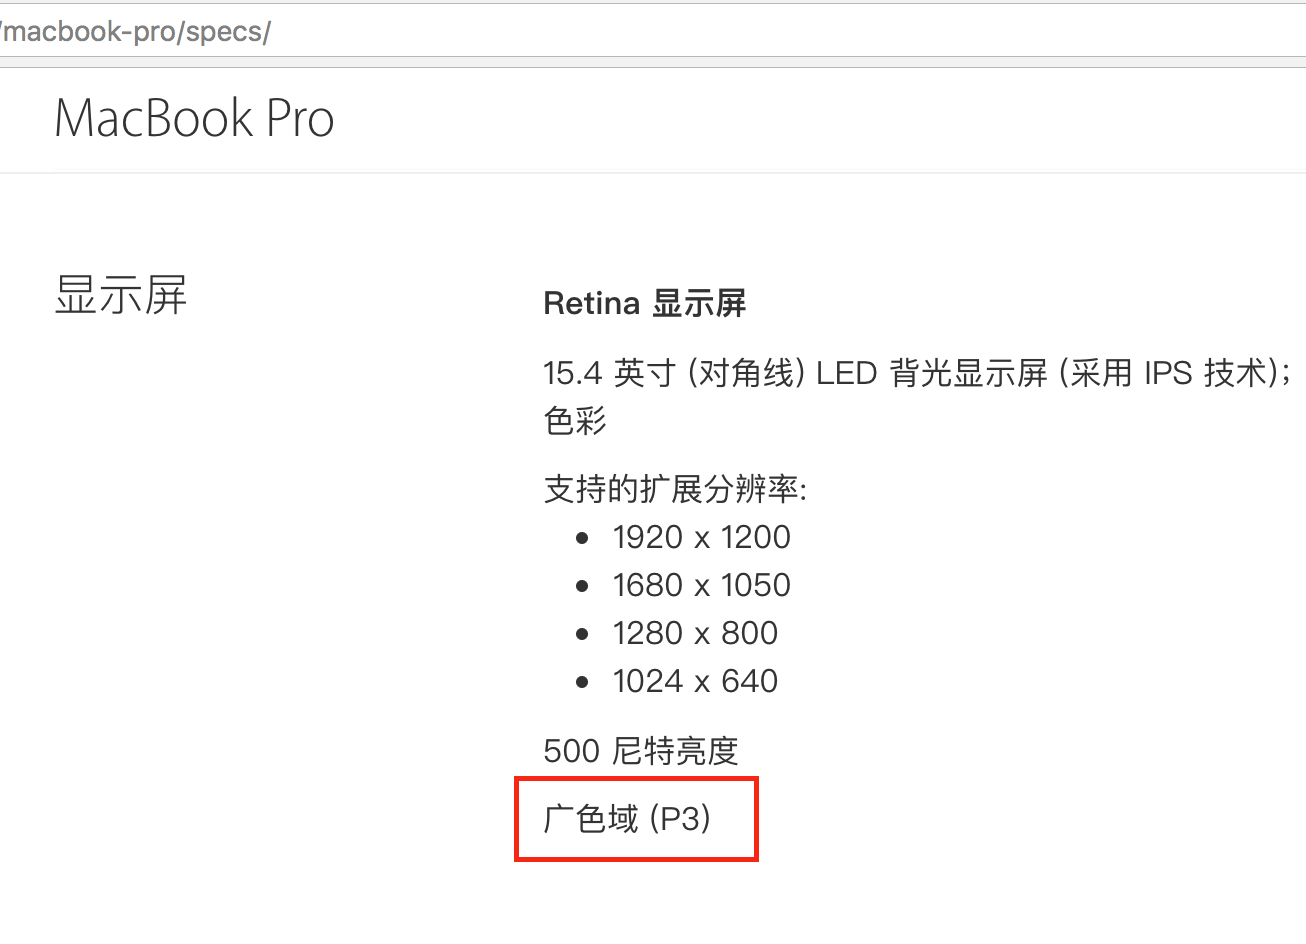 /macbook-pro/specs/
MacBook Pro
显示屏
Retina 显示屏
15.4 英寸 (对角线) LED 背光显示屏 (采用 IPS 技术)；
色彩
支持的扩展分辨率:
• 1920 x 1200
• 1680 x 1050
• 1280 x 800
• 1024 x 640
500 尼特亮度
广色域 (P3)